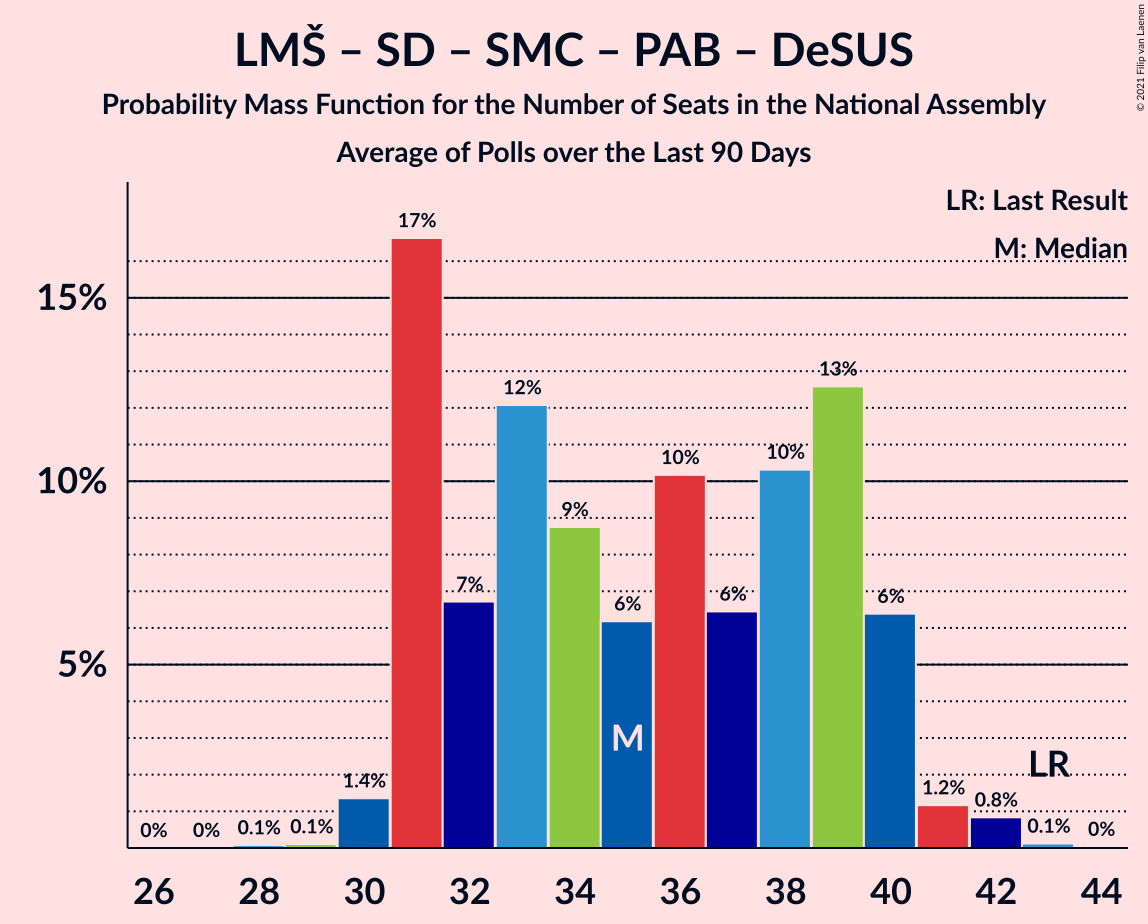 LMŠ – SD – SMC – PAB – DeSUS
Probability Mass Function for the Number of Seats in the National Assembly
Average of Polls over the Last 90 Days
© 2021 Filip van Laenen
LR: Last Result
M: Median
15%
10%
5%
0%
0%
0.1%
0.1%
1.4%
17%
7%
12%
9%
6%
10%
6%
10%
13%
6%
1.2%
0.8%
0.1%
0%
M
LR
26 28 30 32 34 36 38 40 42 44